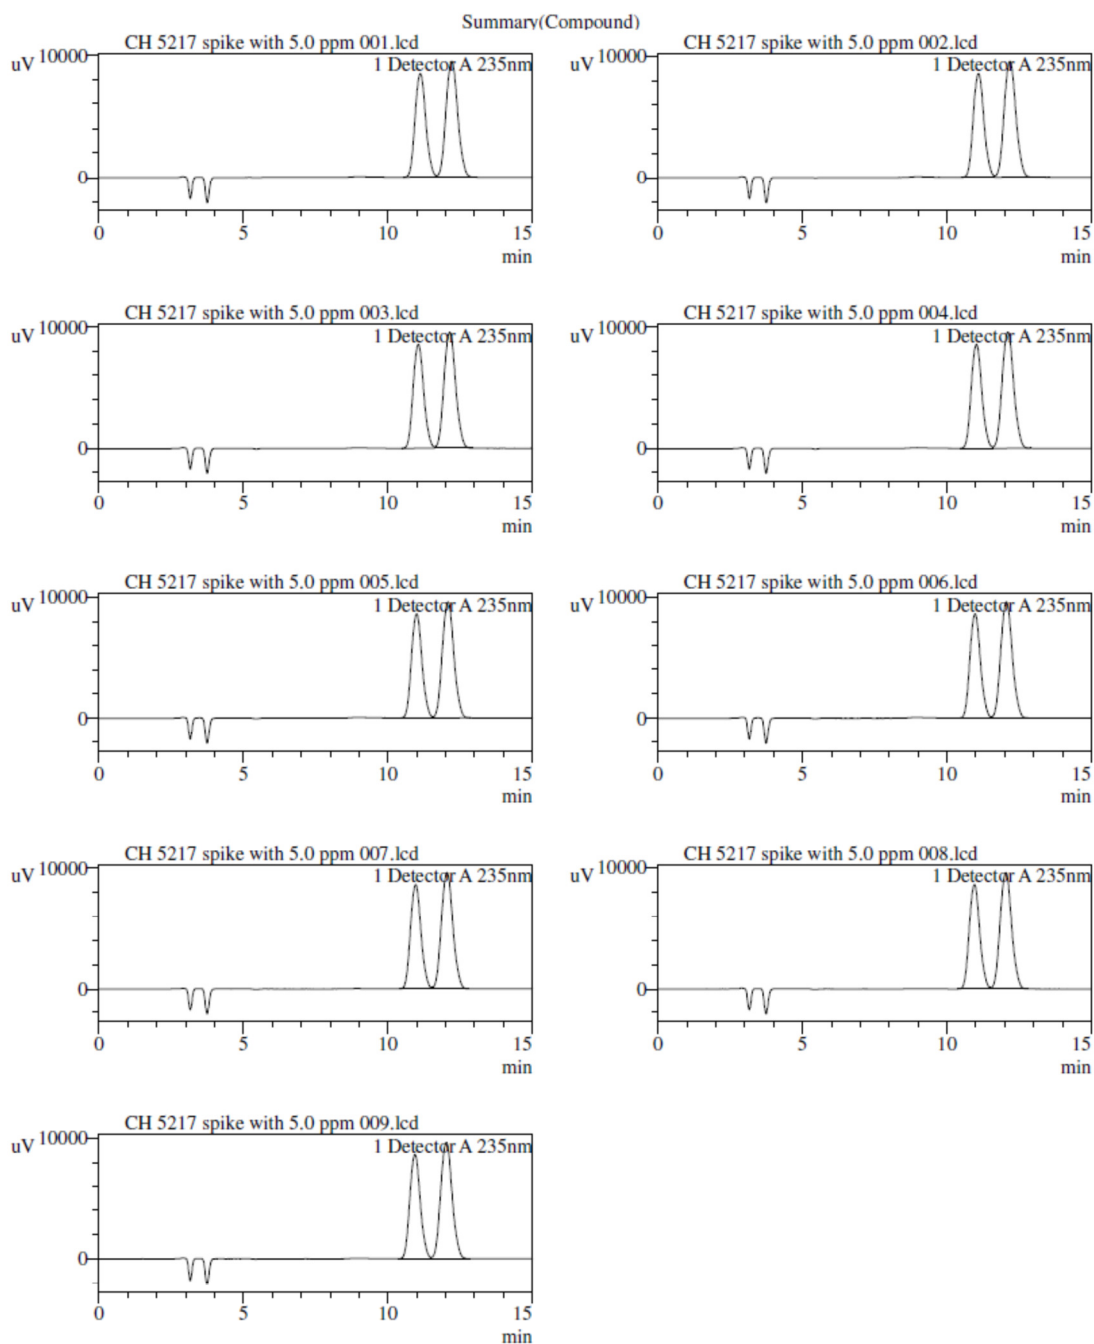 Summary(Compound)
CH 5217 spike with 5.0 ppm 001.lcd
uV 10000
1 Detector A 235nm
0
0 5 10 15
min
CH 5217 spike with 5.0 ppm 002.lcd
uV 10000
1 Detector A 235nm
0
0 5 10 15
min
CH 5217 spike with 5.0 ppm 003.lcd
uV 10000
1 Detector A 235nm
0
0 5 10 15
min
CH 5217 spike with 5.0 ppm 004.lcd
uV 10000
1 Detector A 235nm
0
0 5 10 15
min
CH 5217 spike with 5.0 ppm 005.lcd
uV 10000
1 Detector A 235nm
0
0 5 10 15
min
CH 5217 spike with 5.0 ppm 006.lcd
uV 10000
1 Detector A 235nm
0
0 5 10 15
min
CH 5217 spike with 5.0 ppm 007.lcd
uV 10000
1 Detector A 235nm
0
0 5 10 15
min
CH 5217 spike with 5.0 ppm 008.lcd
uV 10000
1 Detector A 235nm
0
0 5 10 15
min
CH 5217 spike with 5.0 ppm 009.lcd
uV 10000
1 Detector A 235nm
0
0 5 10 15
min